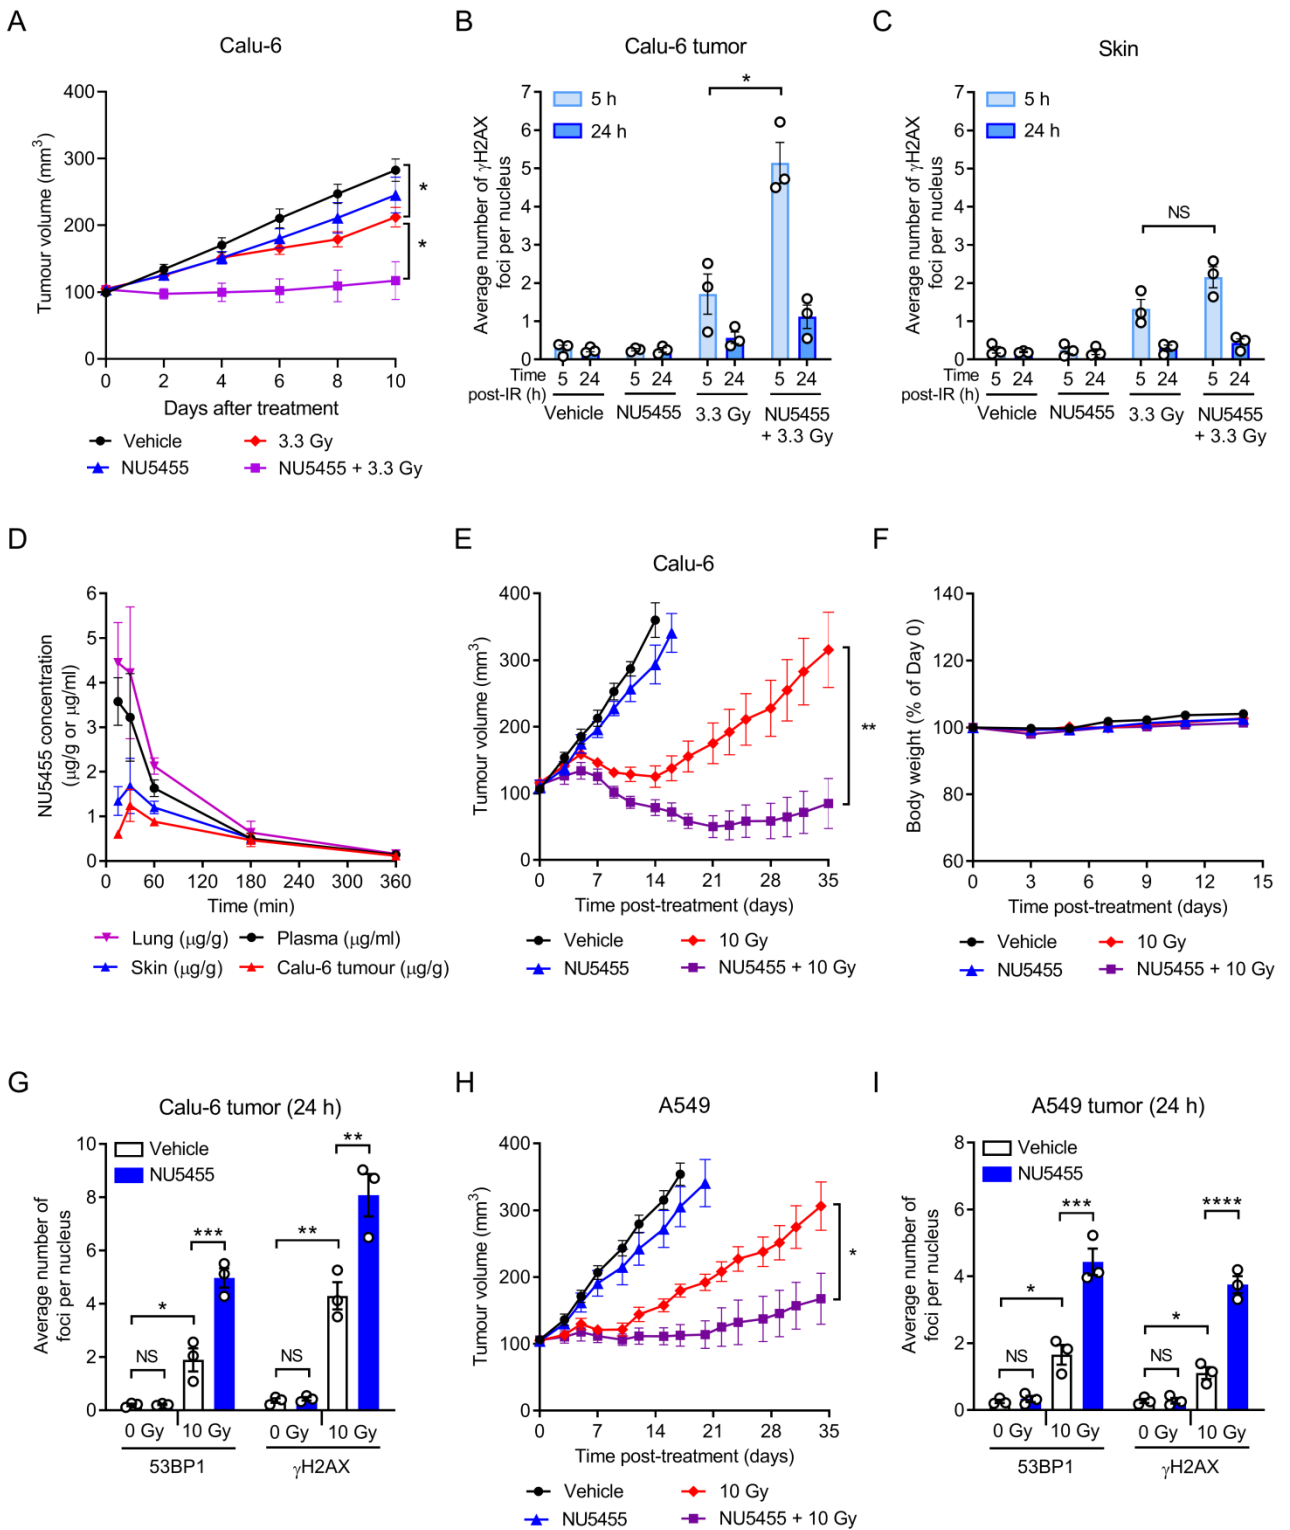 A
Calu-6
Tumour volume (mm3)
400
300
200
100
0
0 2 4 6 8 10
Days after treatment
* *
Vehicle
3.3 Gy
NU5455
NU5455 + 3.3 Gy
B
Calu-6 tumor
Average number of γH2AX
foci per nucleus
7
6
5
4
3
2
1
0
5 h
24 h
*
Time
post-IR (h)
5 24 5 24 5 24 5 24
Vehicle NU5455 3.3 Gy NU5455
+ 3.3 Gy
C
Skin
Average number of γH2AX
foci per nucleus
7
6
5
4
3
2
1
0
5 h
24 h
NS
Time
post-IR (h)
5 24 5 24 5 24 5 24
Vehicle NU5455 3.3 Gy NU5455
+ 3.3 Gy
D
NU5455 concentration
(μg/g or μg/ml)
6
5
4
3
2
1
0
0 60 120 180 240 300 360
Time (min)
Lung (μg/g)
Plasma (μg/ml)
Skin (μg/g)
Calu-6 tumour (μg/g)
E
Calu-6
Tumour volume (mm3)
400
300
200
100
0
0 7 14 21 28 35
Time post-treatment (days)
**
Vehicle
10 Gy
NU5455
NU5455 + 10 Gy
F
Body weight (% of Day 0)
140
120
100
80
60
0 3 6 9 12 15
Time post-treatment (days)
Vehicle
10 Gy
NU5455
NU5455 + 10 Gy
G
Calu-6 tumor (24 h)
Average number of
foci per nucleus
10
8
6
4
2
0
Vehicle
NU5455
NS * *** NS ** **
0 Gy 10 Gy 0 Gy 10 Gy
53BP1 γH2AX
H
A549
Tumour volume (mm3)
400
300
200
100
0
0 7 14 21 28 35
Time post-treatment (days)
*
Vehicle
10 Gy
NU5455
NU5455 + 10 Gy
I
A549 tumor (24 h)
Average number of
foci per nucleus
8
6
4
2
0
Vehicle
NU5455
NS * *** NS * ****
0 Gy 10 Gy 0 Gy 10 Gy
53BP1 γH2AX